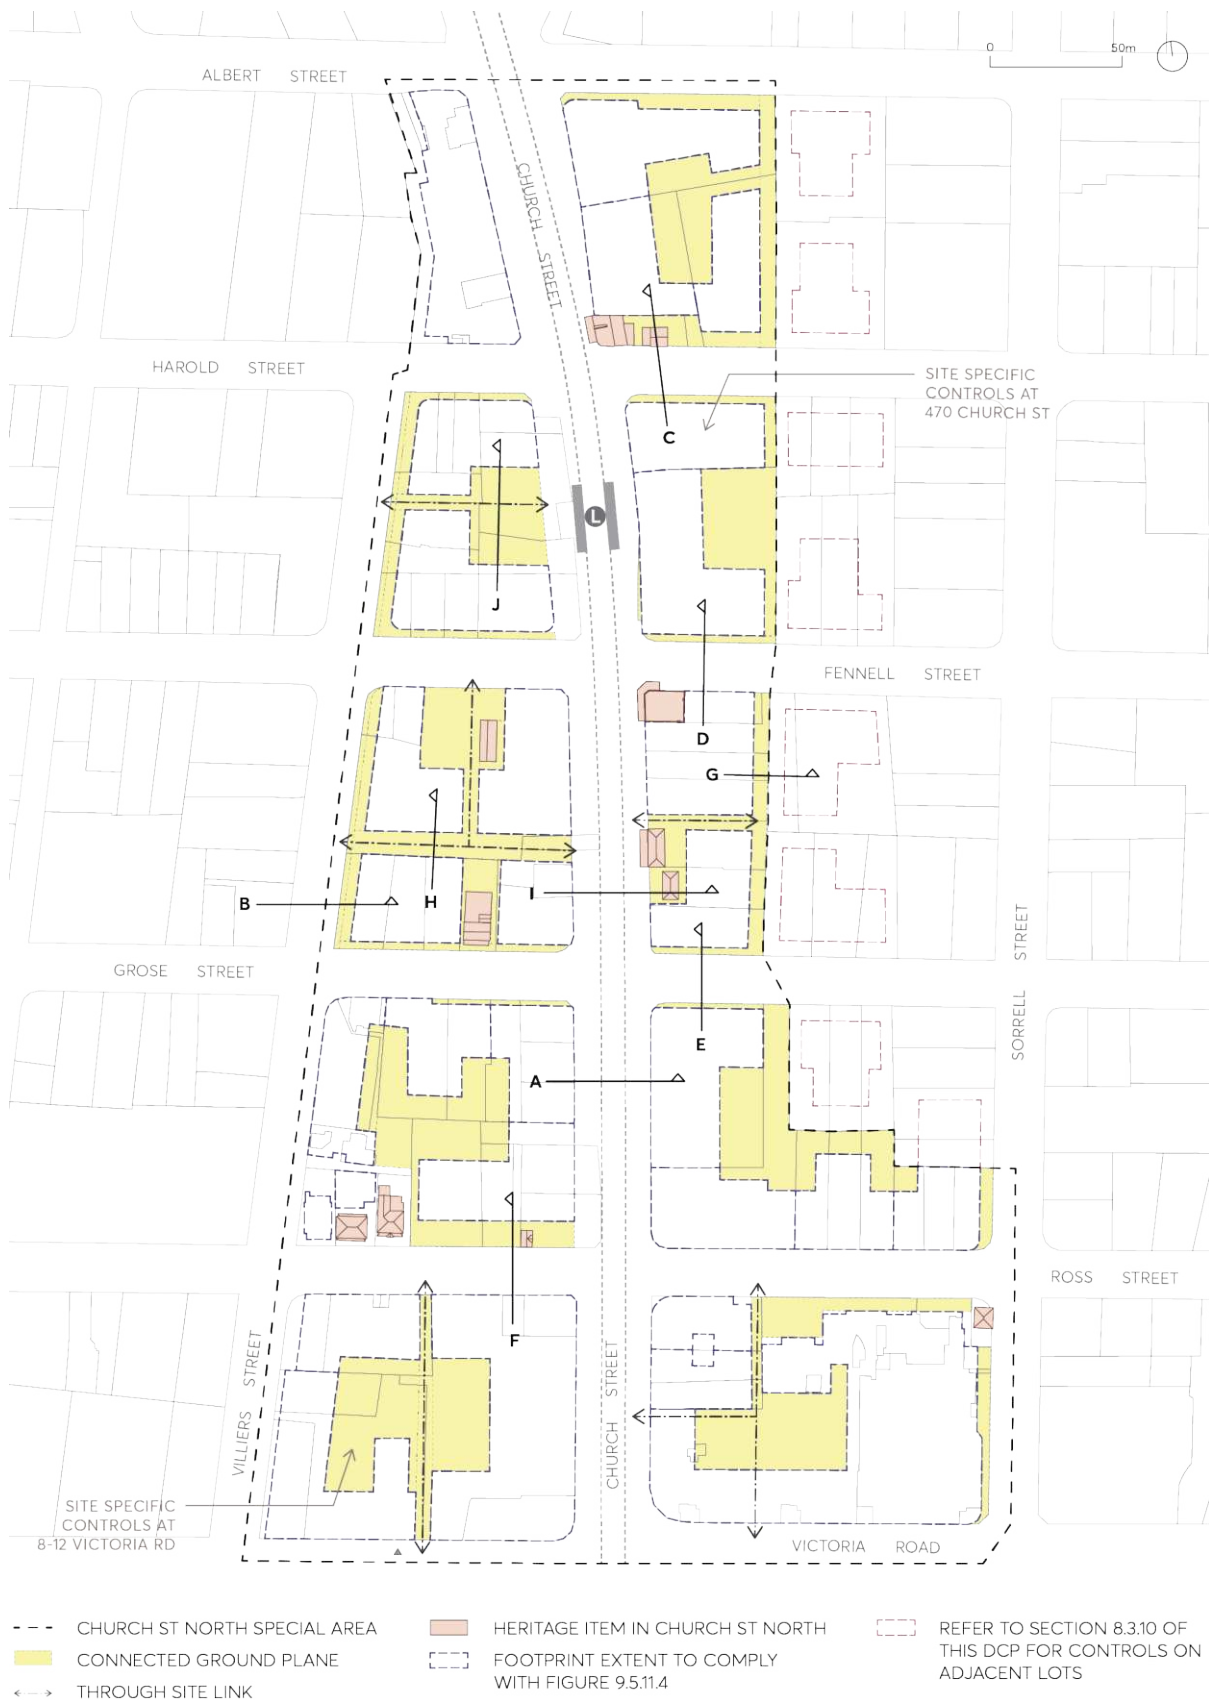 ALBERT STREET
0 50m
CHURCH STREET
HAROLD STREET
SITE SPECIFIC
CONTROLS AT
470 CHURCH ST
C
L
J
FENNELL STREET
D
G
B
H
I
GROSE STREET
SORRELL STREET
E
A
ROSS STREET
F
VILLIERS STREET
CHURCH STREET
SITE SPECIFIC
CONTROLS AT
8-12 VICTORIA RD
VICTORIA ROAD
CHURCH ST NORTH SPECIAL AREA
CONNECTED GROUND PLANE
THROUGH SITE LINK
HERITAGE ITEM IN CHURCH ST NORTH
FOOTPRINT EXTENT TO COMPLY
WITH FIGURE 9.5.11.4
REFER TO SECTION 8.3.10 OF
THIS DCP FOR CONTROLS ON
ADJACENT LOTS